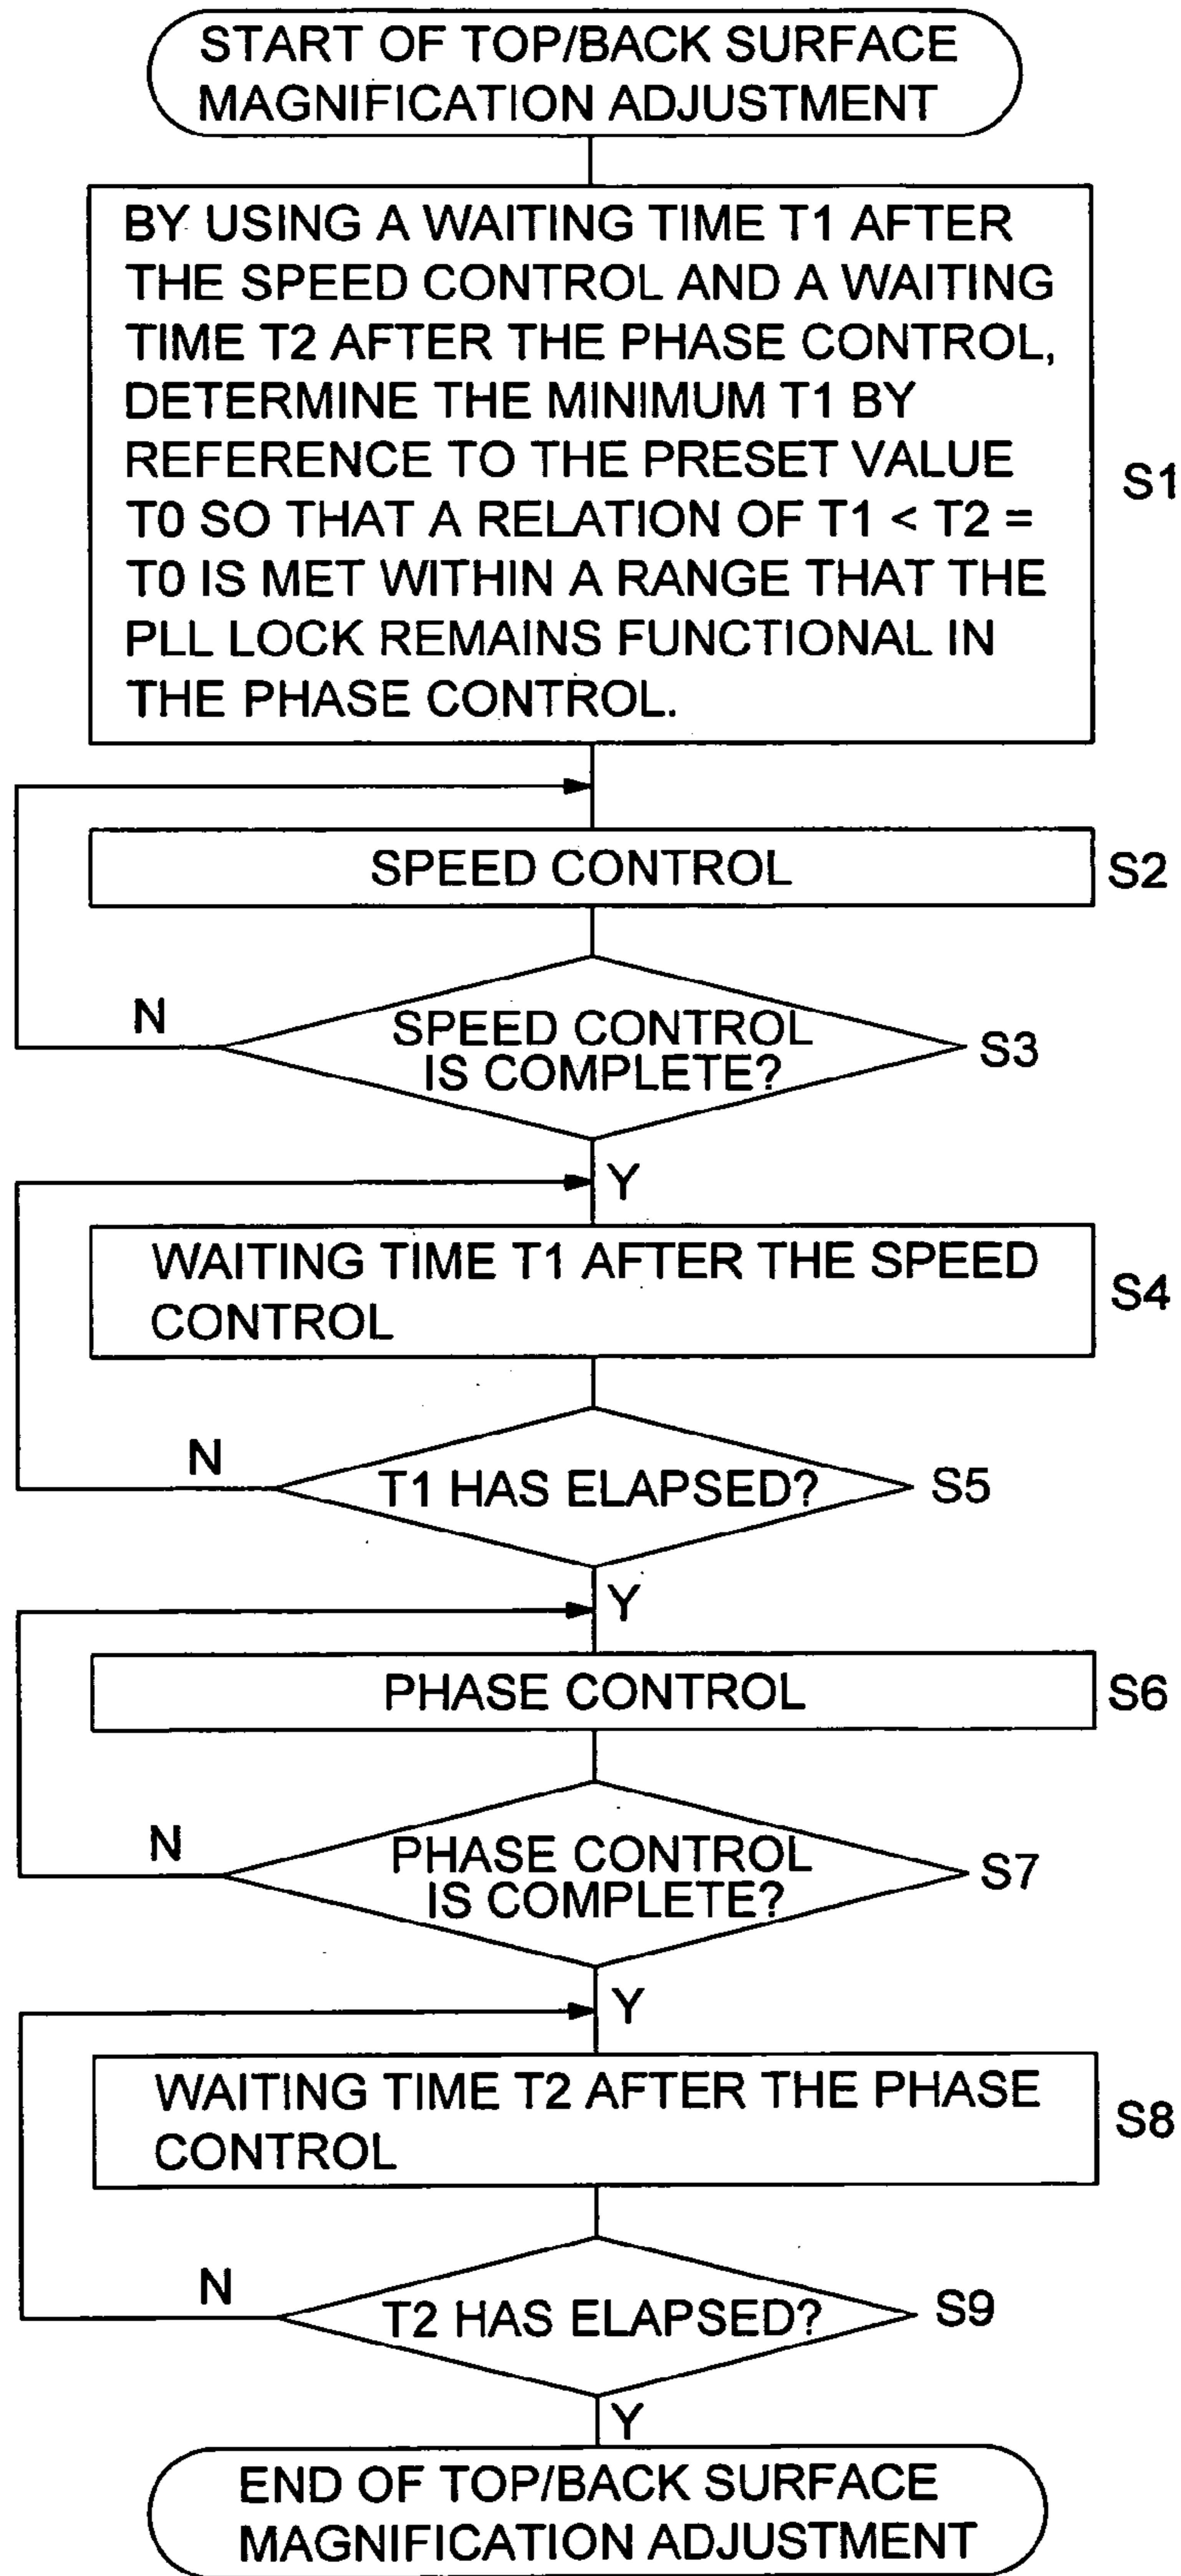 START OF TOP/BACK SURFACE
MAGNIFICATION ADJUSTMENT
BY USING A WAITING TIME T1 AFTER
THE SPEED CONTROL AND A WAITING
TIME T2 AFTER THE PHASE CONTROL,
DETERMINE THE MINIMUM T1 BY
REFERENCE TO THE PRESET VALUE
T0 SO THAT A RELATION OF T1 < T2 =
T0 IS MET WITHIN A RANGE THAT THE
PLL LOCK REMAINS FUNCTIONAL IN
THE PHASE CONTROL.
S1
SPEED CONTROL
S2
N
SPEED CONTROL
IS COMPLETE?
S3
Y
WAITING TIME T1 AFTER THE SPEED
CONTROL
S4
N
T1 HAS ELAPSED?
S5
Y
PHASE CONTROL
S6
N
PHASE CONTROL
IS COMPLETE?
S7
Y
WAITING TIME T2 AFTER THE PHASE
CONTROL
S8
N
T2 HAS ELAPSED?
S9
Y
END OF TOP/BACK SURFACE
MAGNIFICATION ADJUSTMENT